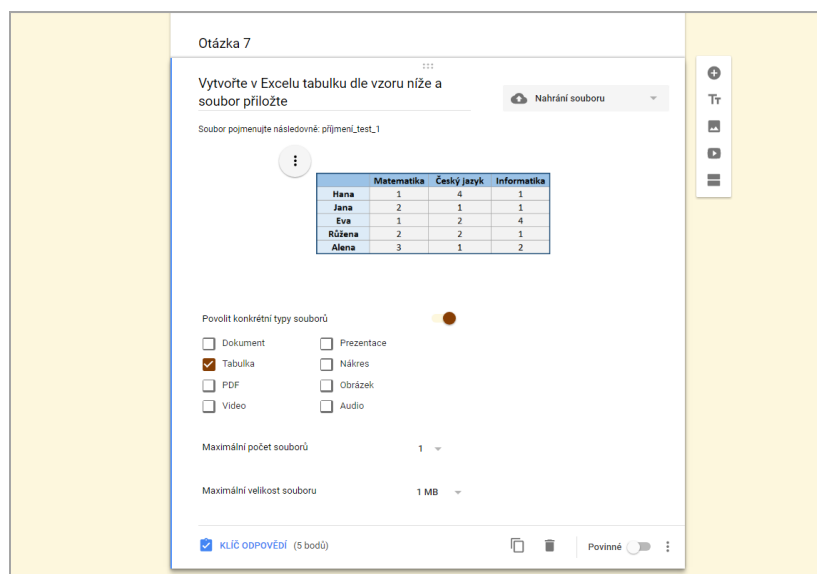 Otázka 7
Vytvořte v Excelu tabulku dle vzoru níže a
soubor přiložte
Nahrání souboru
Soubor pojmenujte následovně: příjmení_test_1
Matematika Český jazyk Informatika
Hana 1 4 1
Jana 2 1 1
Eva 1 2 4
Růžena 2 2 1
Alena 3 1 2
Povolit konkrétní typy souborů
Dokument Prezentace
Tabulka Nákres
PDF Obrázek
Video Audio
Maximální počet souborů 1
Maximální velikost souboru 1 MB
KLÍČ ODPOVĚDÍ (5 bodů) Povinné